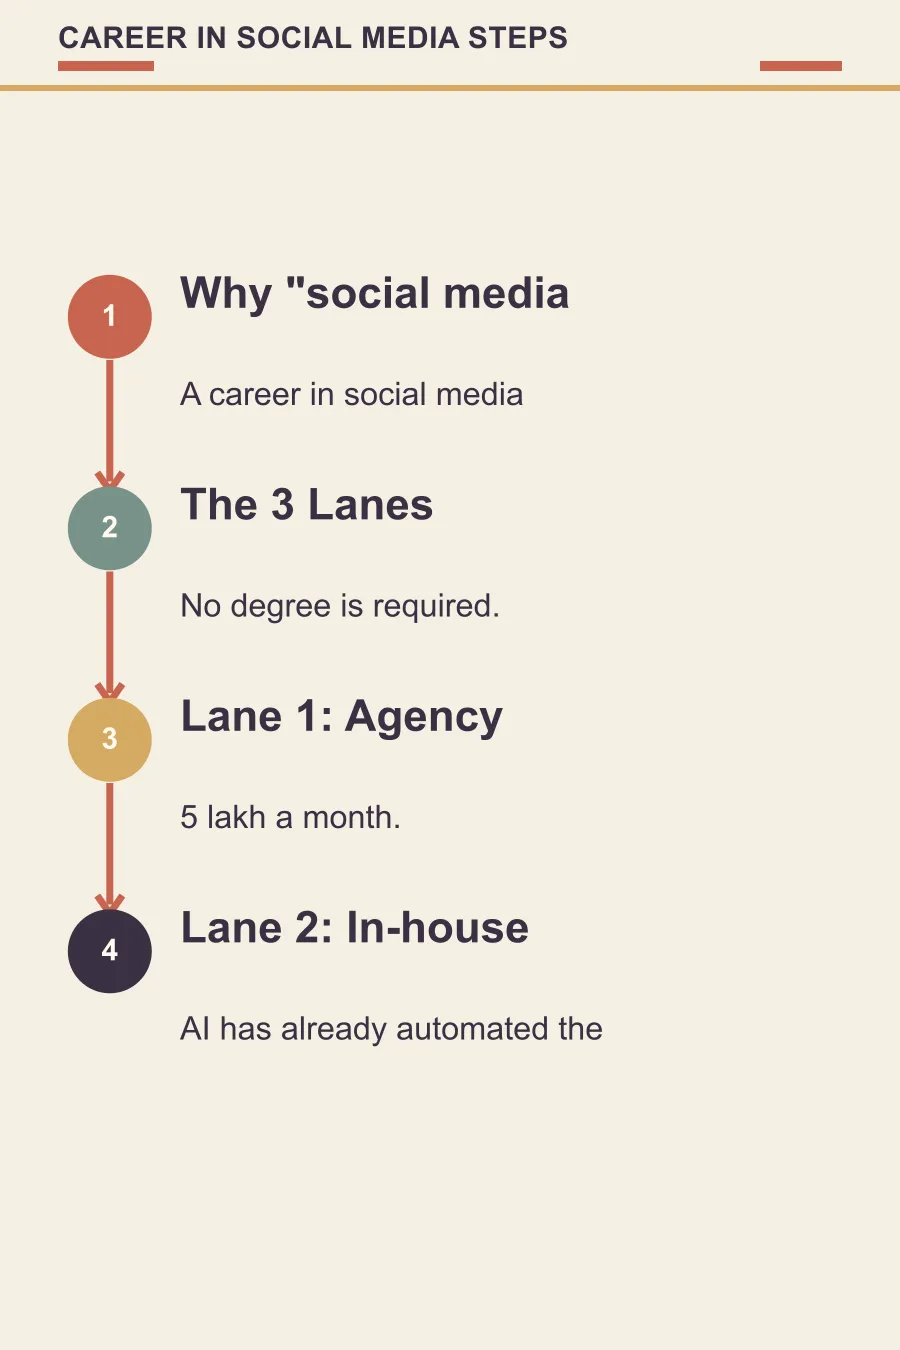 CAREER IN SOCIAL MEDIA STEPS
1
Why "social media
A career in social media
2
The 3 Lanes
No degree is required.
3
Lane 1: Agency
5 lakh a month.
4
Lane 2: In-house
AI has already automated the